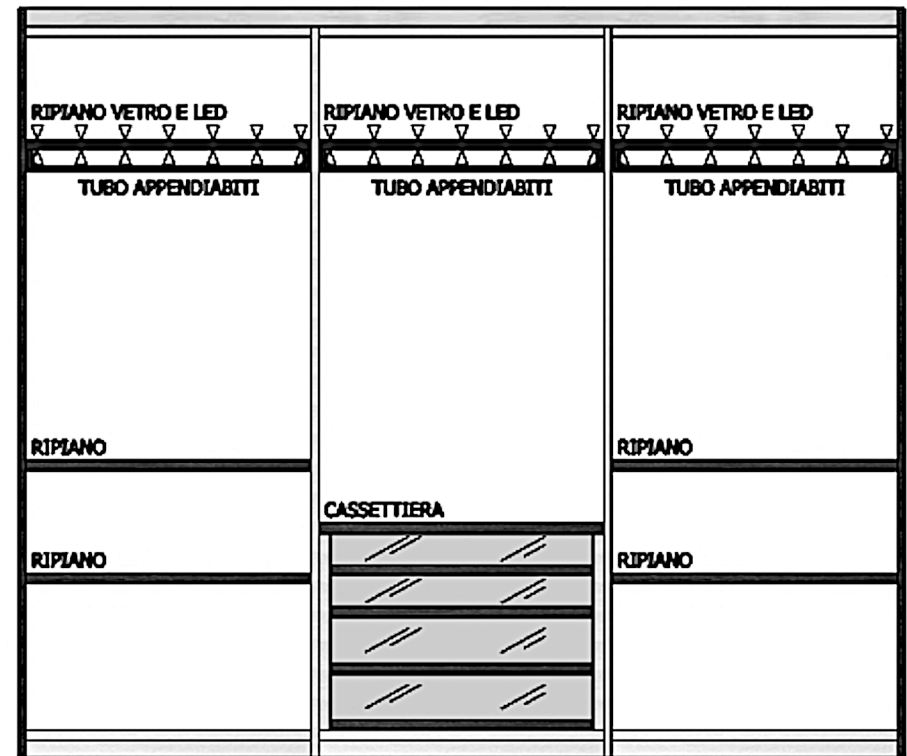 RIPIANO VETRO E LED
RIPIANO VETRO E LED
RIPIANO VETRO E LED
TUBO APPENDIABITI
TUBO APPENDIABITI
TUBO APPENDIABITI
RIPIANO
RIPIANO
CASSETTIERA
RIPIANO
RIPIANO